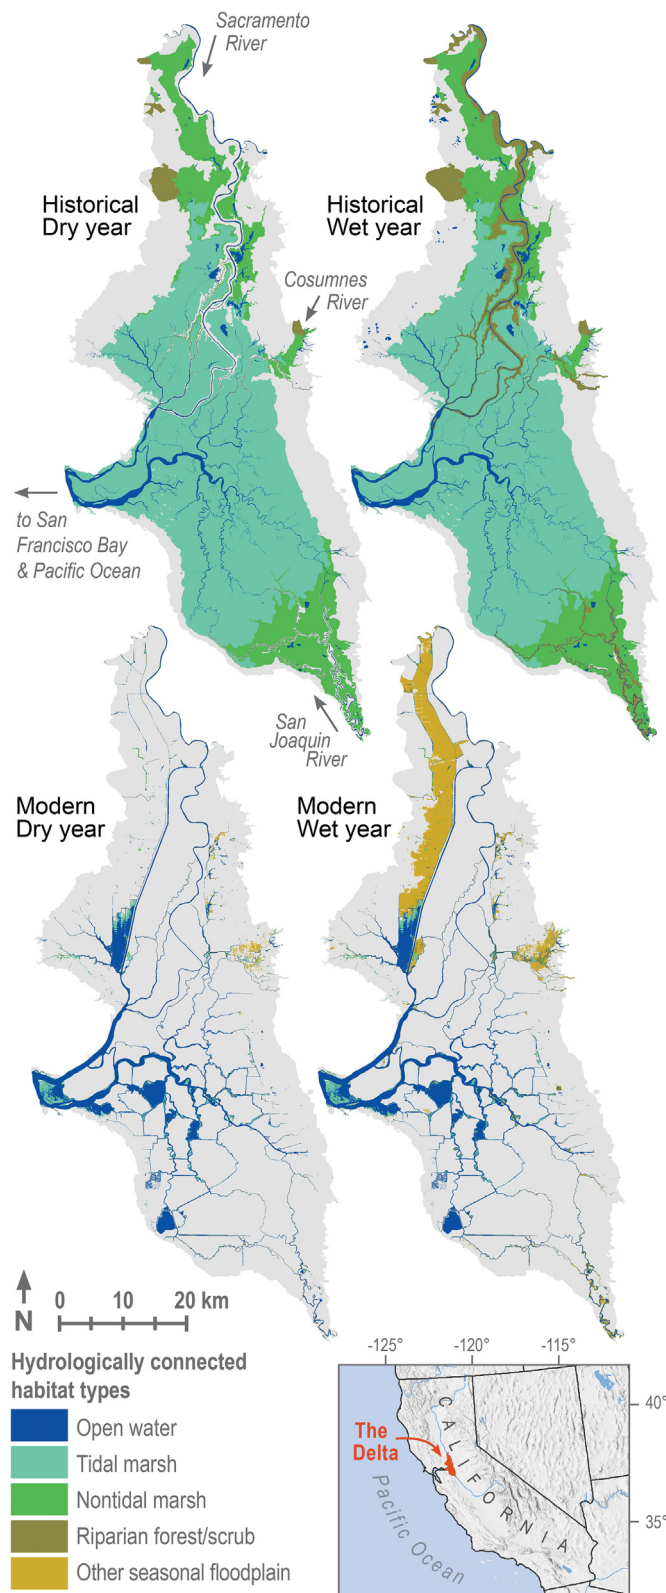 Sacramento
River
Historical
Dry year
Historical
Wet year
Cosumnes
River
to San
Francisco Bay
& Pacific Ocean
San
Joaquin
River
Modern
Dry year
Modern
Wet year
N
0 10 20 km
Hydrologically connected
habitat types
Open water
Tidal marsh
Nontidal marsh
Riparian forest/scrub
Other seasonal floodplain
-125° -120° -115°
40°
35°
The
Delta
CALIFORNIA
Pacific Ocean